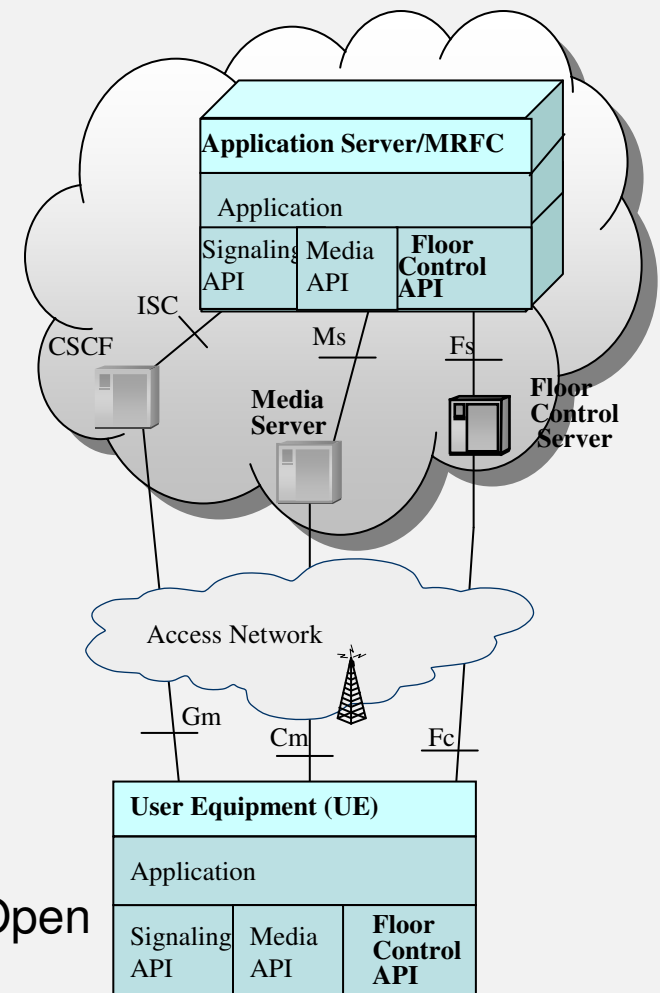 Application Server/MRFC
Application
Signaling
API
Media
API
Floor
Control
API
ISC
Ms
Fs
CSCF
Media
Server
Floor
Control
Server
Access Network
Gm
Cm
Fc
User Equipment (UE)
Application
Open
Signaling
API
Media
API
Floor
Control
API